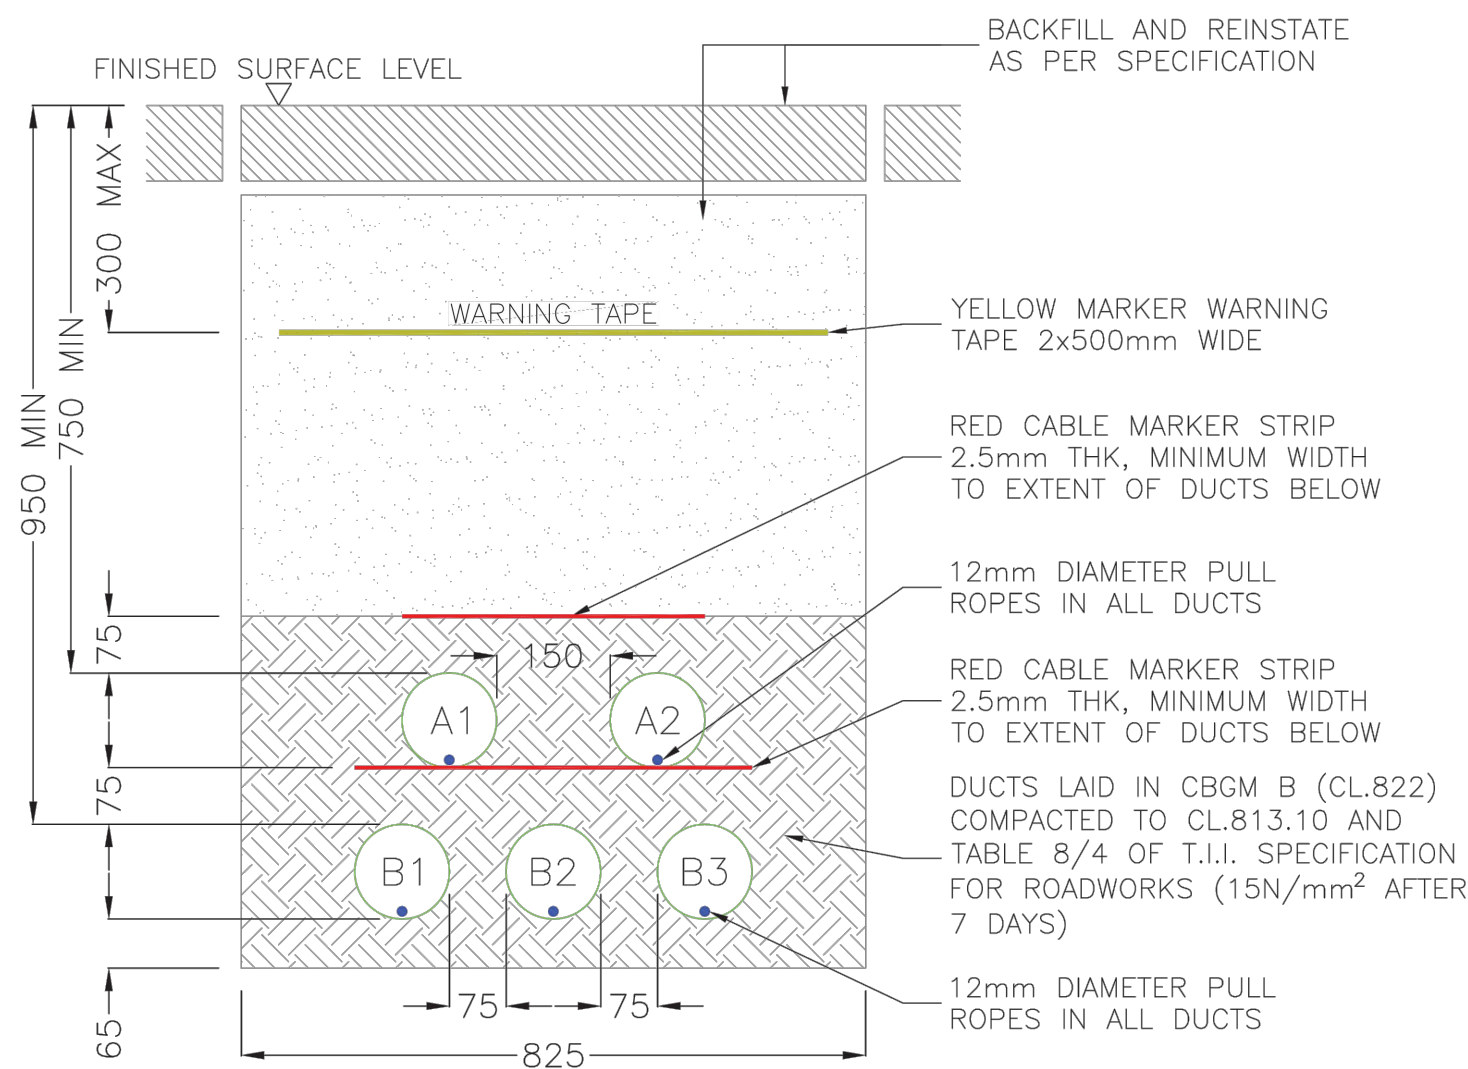 BACKFILL AND REINSTATE
AS PER SPECIFICATION
FINISHED SURFACE LEVEL
300 MAX
750 MIN
950 MIN
WARNING TAPE
YELLOW MARKER WARNING
TAPE 2x500mm WIDE
RED CABLE MARKER STRIP
2.5mm THK, MINIMUM WIDTH
TO EXTENT OF DUCTS BELOW
12mm DIAMETER PULL
ROPES IN ALL DUCTS
75
150
A1
A2
RED CABLE MARKER STRIP
2.5mm THK, MINIMUM WIDTH
TO EXTENT OF DUCTS BELOW
75
B1
B2
B3
DUCTS LAID IN CBGM B (CL.822)
COMPACTED TO CL.813.10 AND
TABLE 8/4 OF T.I.I. SPECIFICATION
FOR ROADWORKS (15N/mm² AFTER
7 DAYS)
12mm DIAMETER PULL
ROPES IN ALL DUCTS
75
75
65
825